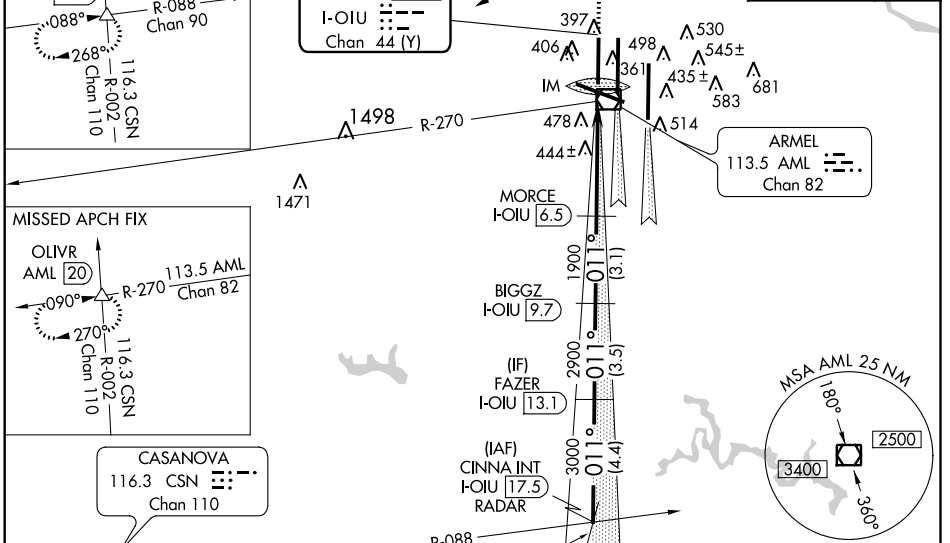 088°
R-088
Chan 90
268°
116.3 CSN
R-002
Chan 110
I-OIU
Chan 44 (Y)
397
406
361
498
530
545±
435±
681
583
514
IM
478
444±
1498
R-270
1471
ARMEL
113.5 AML
Chan 82
MISSED APCH FIX
OLIVR
AML 20
113.5 AML
R-270
Chan 82
090°
270°
116.3 CSN
R-002
Chan 110
MORCE
I-OIU 6.5
1900
011°
(3.1)
BIGGZ
I-OIU 9.7
2900
011°
(3.5)
(IF)
FAZER
I-OIU 13.1
3000
011°
(4.4)
(IAF)
CINNA INT
I-OIU 17.5
RADAR
R-088
CASANOVA
116.3 CSN
Chan 110
MSA AML 25 NM
180°
2500
3400
360°